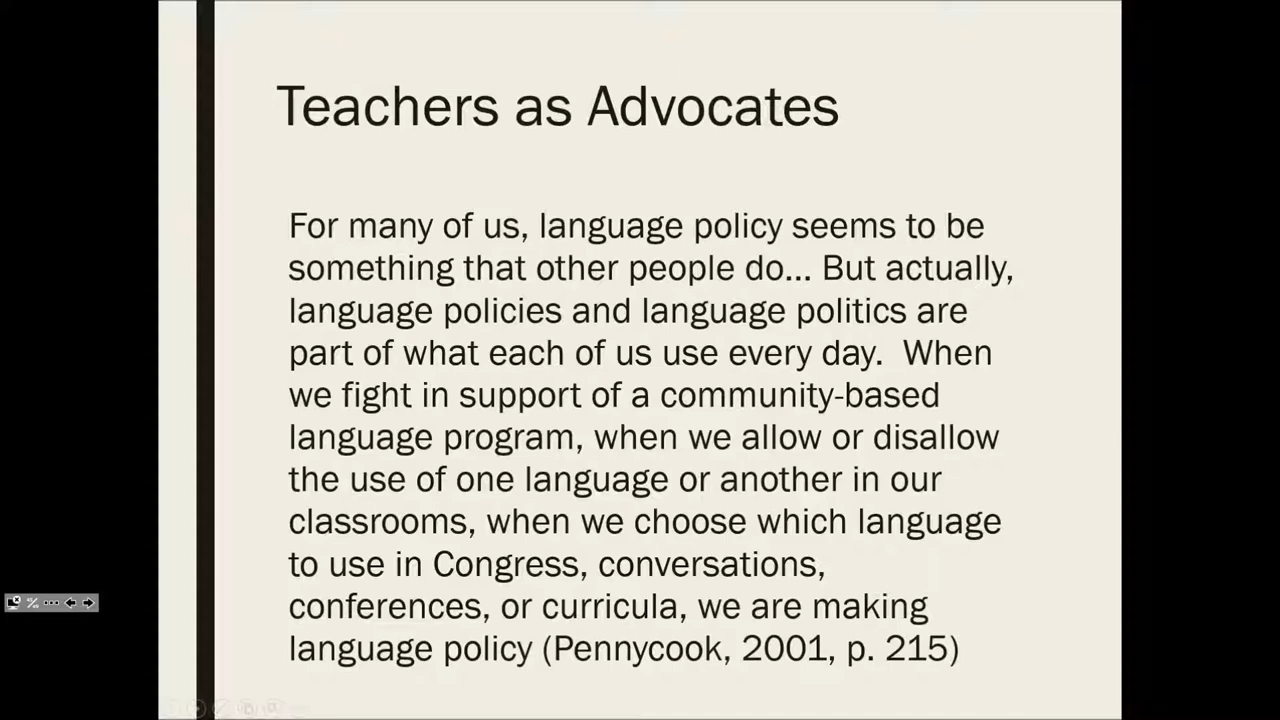 Teachers as Advocates
For many of us, language policy seems to be
something that other people do... But actually,
language policies and language politics are
part of what each of us use every day.  When
we fight in support of a community-based
language program, when we allow or disallow
the use of one language or another in our
classrooms, when we choose which language
to use in Congress, conversations,
conferences, or curricula, we are making
language policy (Pennycook, 2001, p. 215)